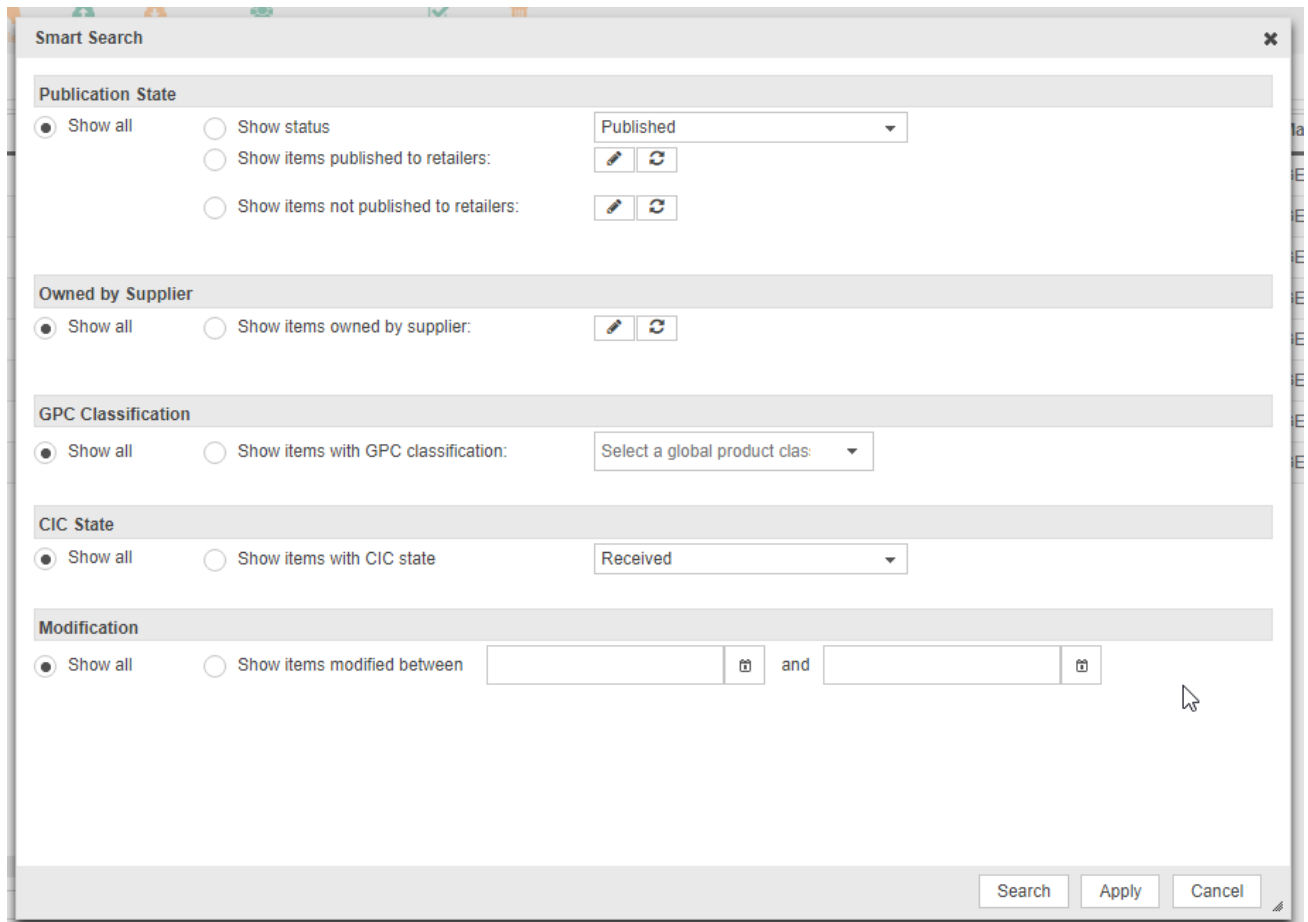 Smart Search
Publication State
Show all
Show status
Published
Show items published to retailers:
Show items not published to retailers:
Owned by Supplier
Show all
Show items owned by supplier:
GPC Classification
Show all
Show items with GPC classification:
Select a global product clas
CIC State
Show all
Show items with CIC state
Received
Modification
Show all
Show items modified between
and
Search
Apply
Cancel